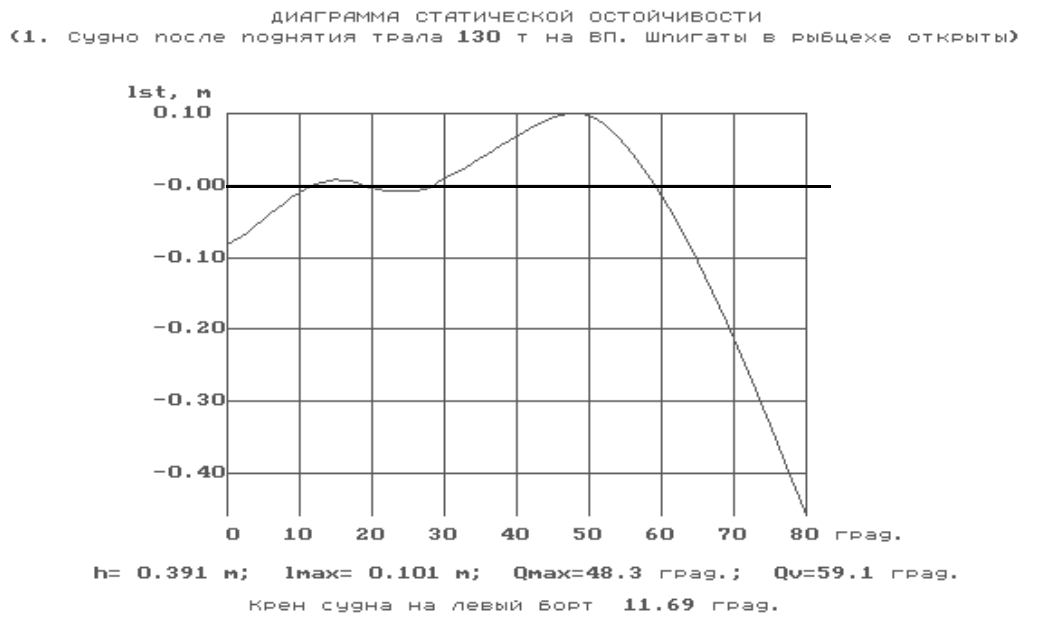 ДИАГРАММА СТАТИЧЕСКОЙ ОСТОЙЧИВОСТИ
(1. Судно после поднятия трала 130 т на ВП. Шпигаты в рыбцехе открыты)
lst, м
0.10
-0.00
-0.10
-0.20
-0.30
-0.40
0 10 20 30 40 50 60 70 80 град.
h= 0.391 м; lmax= 0.101 м; Qmax=48.3 град.; Qv=59.1 град.
Крен судна на левый борт 11.69 град.